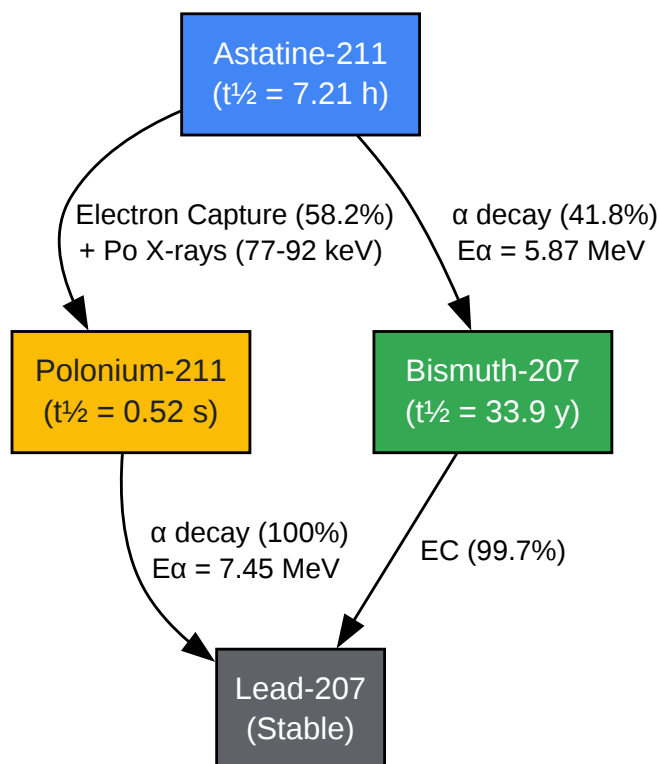 Astatine-211
(t½ = 7.21 h)
Electron Capture (58.2%)
+ Po X-rays (77-92 keV)
α decay (41.8%)
Eα = 5.87 MeV
Polonium-211
(t½ = 0.52 s)
Bismuth-207
(t½ = 33.9 y)
α decay (100%)
Eα = 7.45 MeV
EC (99.7%)
Lead-207
(Stable)